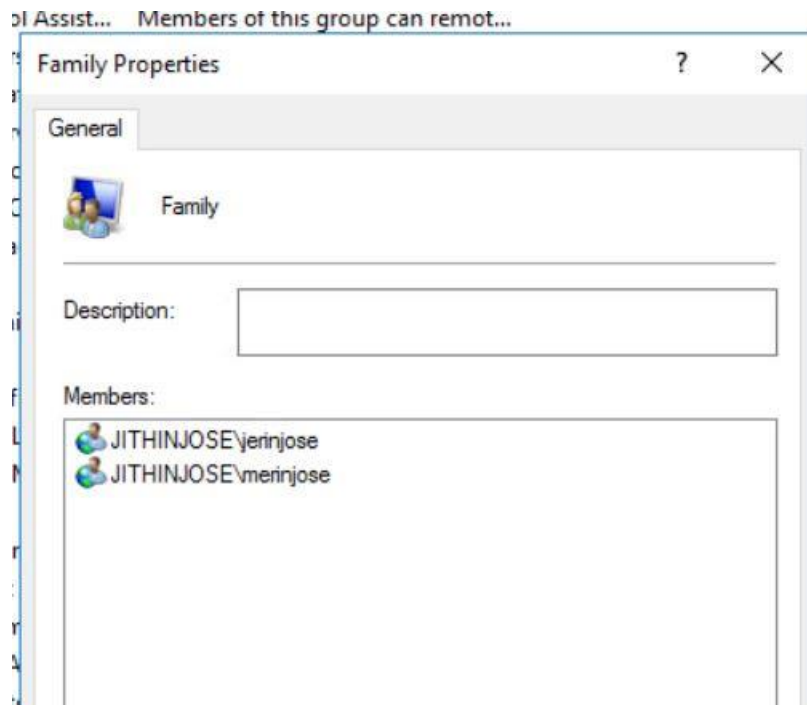 ol Assist... Members of this group can remot...
Family Properties
?
General
Family
Description:
Members:
JITHINJOSE\jerinjose
JITHINJOSE\merinjose